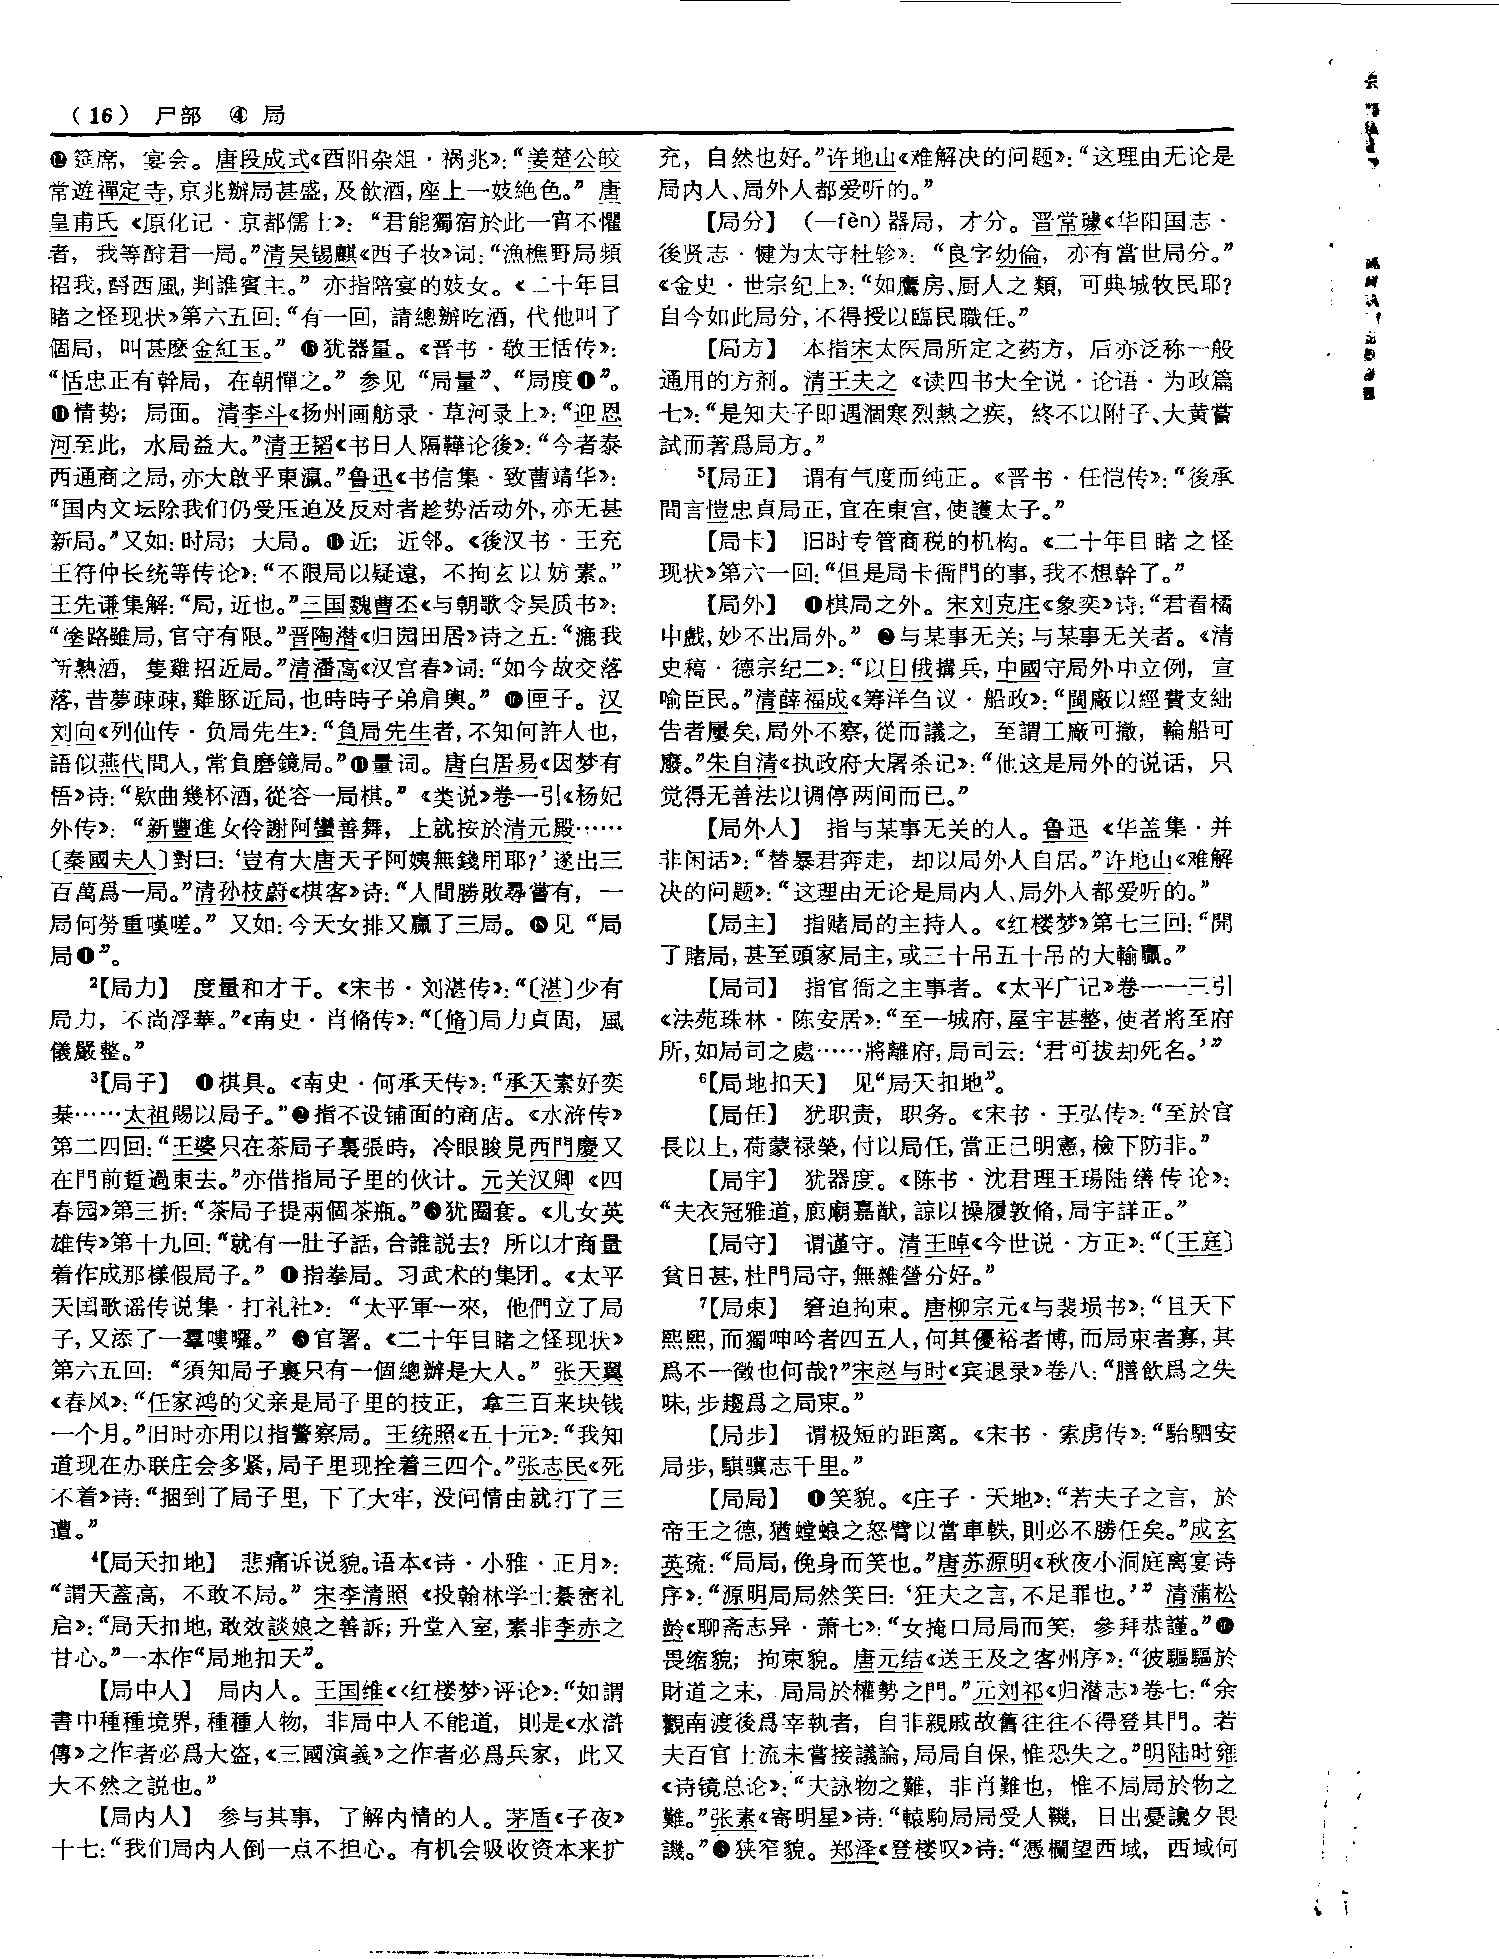 （16） 尸部 ④ 局
⓬筵席，宴会。唐段成式《酉阳杂俎·祸兆》：“姜楚公皎
常遊禪定寺，京兆辦局甚盛，及飲酒，座上一妓絶色。” 唐
皇甫氏《原化记·京都儒士》：“君能獨宿於此一宵不懼
者，我等酧君一局。”清吴锡麒《西子妆》词：“漁樵野局頻
招我，酹西風，判誰賓主。” 亦指陪宴的妓女。《二十年目
睹之怪现状》第六五回：“有一回，請總辦吃酒，代他叫了
個局，叫甚麽金紅玉。” ⓭犹器量。《晋书·敬王恬传》：
“恬忠正有幹局，在朝憚之。” 参见“局量”、“局度❶”。
⓮情势；局面。清李斗《扬州画舫录·草河录上》：“迎恩
河至此，水局益大。”清王韬《书日人隔鞾论後》：“今者泰
西通商之局，亦大啟乎東瀛。”鲁迅《书信集·致曹靖华》：
“国内文坛除我们仍受压迫及反对者趁势活动外，亦无甚
新局。”又如：时局；大局。⓯近；近邻。《後汉书·王充
王符仲长统等传论》：“不限局以疑遠，不拘玄以妨素。”
王先谦集解：“局，近也。”三国魏曹丕《与朝歌令吴质书》：
“塗路雖局，官守有限。”晋陶潜《归园田居》诗之五：“漉我
新熟酒，隻雞招近局。”清潘高《汉宫春》词：“如今故交落
落，昔夢疎疎，雞豚近局，也時時子弟肩輿。” ⓰匣子。汉
刘向《列仙传·负局先生》：“負局先生者，不知何許人也，
語似燕代間人，常負磨鏡局。”⓱量词。唐白居易《因梦有
悟》诗：“欵曲幾杯酒，從容一局棋。” 《类说》卷一引《杨妃
外传》：“新豐進女伶謝阿蠻善舞，上就按於清元殿……
〔秦國夫人〕對曰：‘豈有大唐天子阿姨無錢用耶？’遂出三
百萬爲一局。”清孙枝蔚《棋客》诗：“人間勝敗尋嘗有，一
局何勞重嘆嗟。” 又如：今天女排又赢了三局。⓲见“局
局❶”。
²【局力】 度量和才干。《宋书·刘湛传》：“〔湛〕少有
局力，不尚浮華。”《南史·肖脩传》：“〔脩〕局力貞固，風
儀嚴整。”
³【局子】 ❶棋具。《南史·何承天传》：“承天素好奕
棊……太祖賜以局子。”❷指不设铺面的商店。《水浒传》
第二四回：“王婆只在茶局子裏張時，冷眼睃見西門慶又
在門前踅過東去。”亦借指局子里的伙计。元关汉卿《四
春园》第三折：“茶局子提兩個茶瓶。”❸犹圈套。《儿女英
雄传》第十九回：“就有一肚子話，合誰説去？所以才商量
着作成那樣假局子。” ❹指拳局。习武术的集团。《太平
天国歌谣传说集·打礼社》：“太平軍一來，他們立了局
子，又添了一羣嘍囉。” ❺官署。《二十年目睹之怪现状》
第六五回：“須知局子裏只有一個總辦是大人。” 张天翼
《春风》：“任家鸿的父亲是局子里的技正，拿三百来块钱
一个月。”旧时亦用以指警察局。王统照《五十元》：“我知
道现在办联庄会多紧，局子里现拴着三四个。”张志民《死
不着》诗：“捆到了局子里，下了大牢，没问情由就打了三
遭。”
⁴【局天扣地】 悲痛诉说貌。语本《诗·小雅·正月》：
“謂天蓋高，不敢不局。” 宋李清照《投翰林学士綦崈礼
启》：“局天扣地，敢效談娘之善訴；升堂入室，素非李赤之
甘心。”一本作“局地扣天”。
【局中人】 局内人。王国维《〈红楼梦〉评论》：“如謂
書中種種境界，種種人物，非局中人不能道，則是《水滸
傳》之作者必爲大盗，《三國演義》之作者必爲兵家，此又
大不然之説也。”
【局内人】 参与其事，了解内情的人。茅盾《子夜》
十七：“我们局内人倒一点不担心。有机会吸收资本来扩
充，自然也好。”许地山《难解决的问题》：“这理由无论是
局内人、局外人都爱听的。”
【局分】 （—fèn）器局，才分。晋常璩《华阳国志·
後贤志·犍为太守杜轸》：“良字幼倫，亦有當世局分。”
《金史·世宗纪上》：“如鷹房、厨人之類，可典城牧民耶？
自今如此局分，不得授以臨民職任。”
【局方】 本指宋太医局所定之药方，后亦泛称一般
通用的方剂。清王夫之《读四书大全说·论语·为政篇
七》：“是知夫子即遇涸寒烈熱之疾，終不以附子、大黄嘗
試而著爲局方。”
⁵【局正】 谓有气度而纯正。《晋书·任恺传》：“後承
間言愷忠貞局正，宜在東宫，使護太子。”
【局卡】 旧时专管商税的机构。《二十年目睹之怪
现状》第六一回：“但是局卡衙門的事，我不想幹了。”
【局外】 ❶棋局之外。宋刘克庄《象奕》诗：“君看橘
中戲，妙不出局外。” ❷与某事无关；与某事无关者。《清
史稿·德宗纪二》：“以日俄搆兵，中國守局外中立例，宣
喻臣民。”清薛福成《筹洋刍议·船政》：“閩廠以經費支絀
告者屢矣，局外不察，從而議之，至謂工廠可撤，輪船可
廢。”朱自清《执政府大屠杀记》：“他这是局外的说话，只
觉得无善法以调停两间而已。”
【局外人】 指与某事无关的人。鲁迅《华盖集·并
非闲话》：“替暴君奔走，却以局外人自居。”许地山《难解
决的问题》：“这理由无论是局内人、局外人都爱听的。”
【局主】 指赌局的主持人。《红楼梦》第七三回：“開
了賭局，甚至頭家局主，或三十吊五十吊的大輸贏。”
【局司】 指官衙之主事者。《太平广记》卷一一三引
《法苑珠林·陈安居》：“至一城府，屋宇甚整，使者將至府
所，如局司之處……將離府，局司云：‘君可拔却死名。’”
⁶【局地扣天】 见“局天扣地”。
【局任】 犹职责，职务。《宋书·王弘传》：“至於官
長以上，荷蒙禄榮，付以局任，當正己明憲，檢下防非。”
【局宇】 犹器度。《陈书·沈君理王瑒陆缮传论》：
“夫衣冠雅道，廊廟嘉猷，諒以操履敦脩，局宇詳正。”
【局守】 谓谨守。清王晫《今世说·方正》：“〔王庭〕
貧日甚，杜門局守，無雜營分好。”
⁷【局束】 窘迫拘束。唐柳宗元《与裴埙书》：“且天下
熙熙，而獨呻吟者四五人，何其優裕者博，而局束者寡，其
爲不一徵也何哉？”宋赵与时《宾退录》卷八：“膳飲爲之失
味，步趨爲之局束。”
【局步】 谓极短的距离。《宋书·索虏传》：“駘駟安
局步，騏驥志千里。”
【局局】 ❶笑貌。《庄子·天地》：“若夫子之言，於
帝王之德，猶螳蜋之怒臂以當車軼，則必不勝任矣。”成玄
英疏：“局局，俛身而笑也。”唐苏源明《秋夜小洞庭离宴诗
序》：“源明局局然笑曰：‘狂夫之言，不足罪也。’” 清蒲松
龄《聊斋志异·萧七》：“女掩口局局而笑，參拜恭謹。”❷
畏缩貌；拘束貌。唐元结《送王及之客州序》：“彼驅驅於
財道之末，局局於權勢之門。”元刘祁《归潜志》卷七：“余
觀南渡後爲宰執者，自非親戚故舊往往不得登其門。若
夫百官士流未嘗接議論，局局自保，惟恐失之。”明陆时雍
《诗镜总论》：“大詠物之難，非肖難也，惟不局局於物之
難。”张素《寄明星》诗：“轅駒局局受人鞿，日出憂讒夕畏
譏。”❸狭窄貌。郑泽《登楼叹》诗：“憑欄望西域，西域何